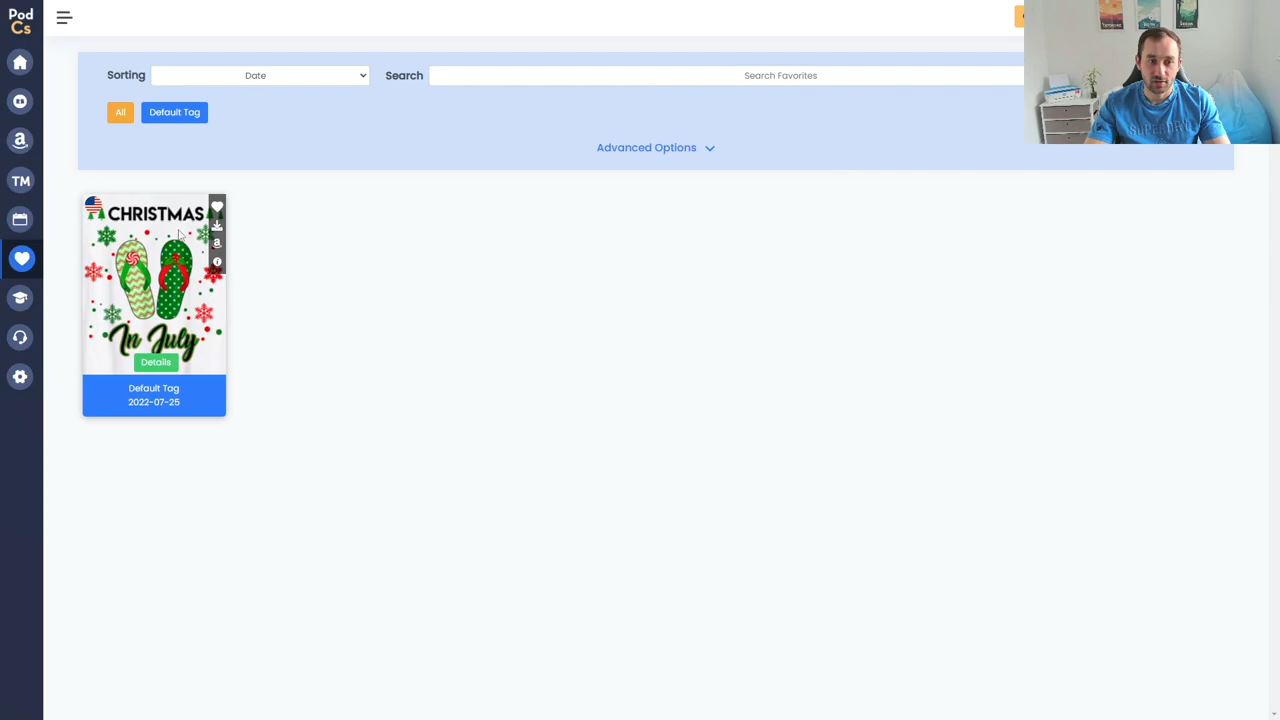 Pod
Cs
Sorting
Date
Search
Search Favorites
All
Default Tag
Advanced Options
TM
CHRISTMAS
In July
Details
Default Tag
2022-07-25
SUPERDRY